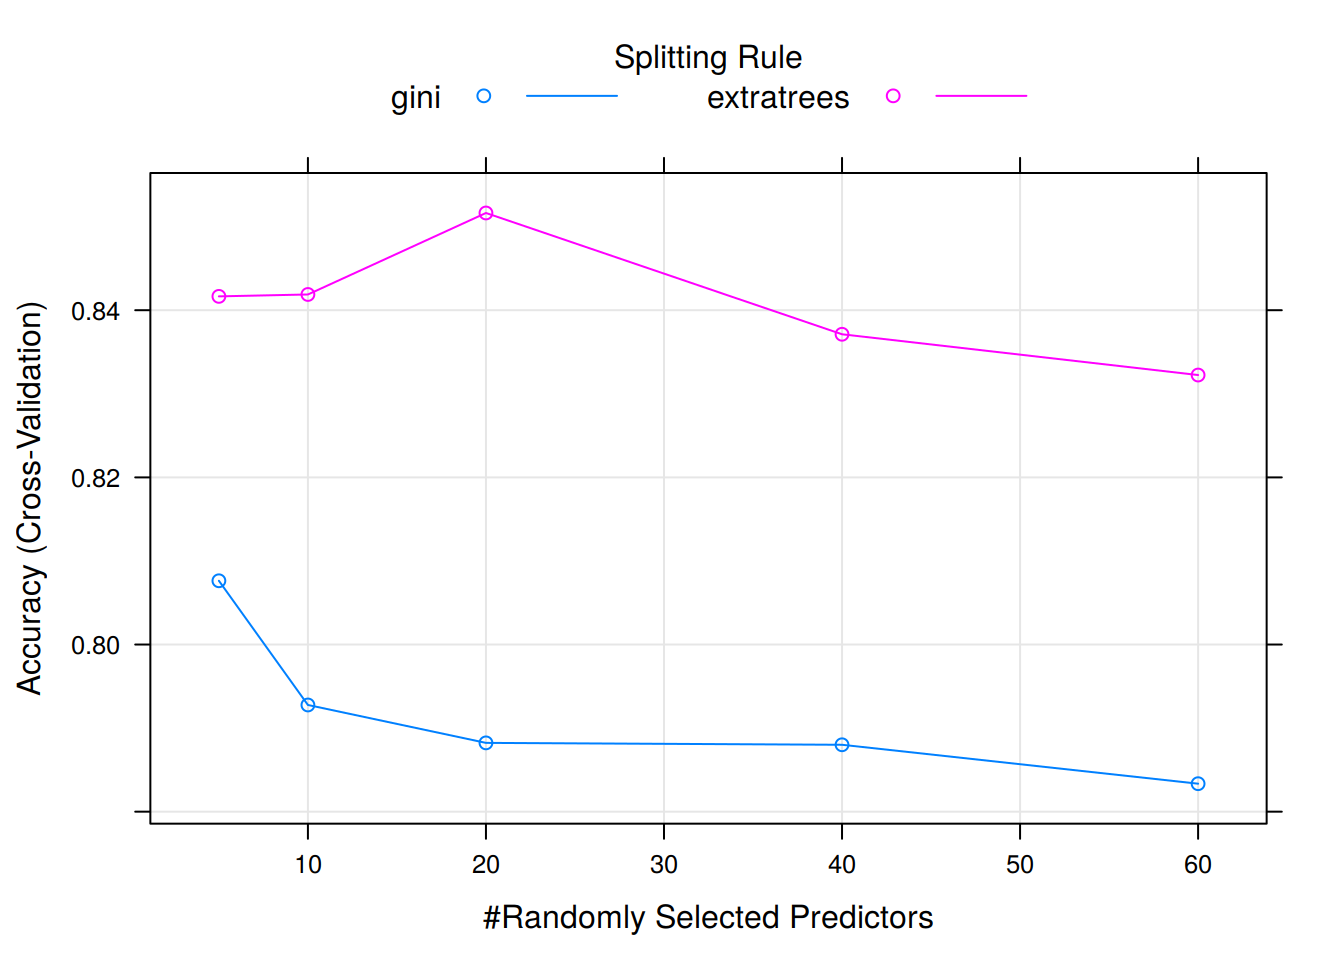 Splitting Rule
gini extratrees
0.84
0.82
0.80
10 20 30 40 50 60
#Randomly Selected Predictors
Accuracy (Cross-Validation)